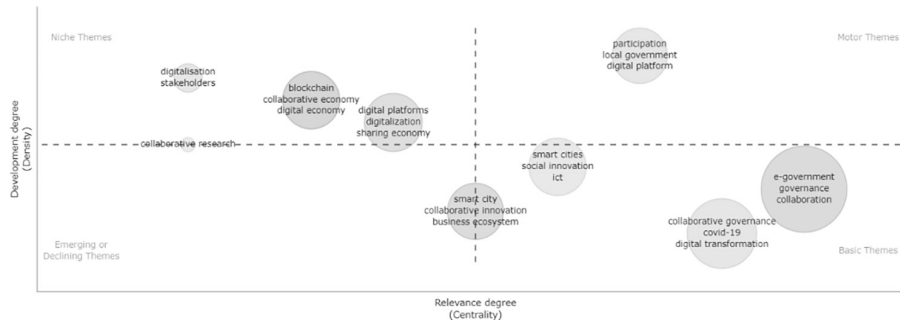 Niche Themes
Motor Themes
participation
local government
digital platform
digitalisation
stakeholders
blockchain
collaborative economy
digital economy
digital platforms
digitalization
sharing economy
collaborative research
smart cities
social innovation
ict
e-government
governance
collaboration
smart city
collaborative innovation
business ecosystem
collaborative governance
covid-19
digital transformation
Emerging or
Declining Themes
Basic Themes
Development degree
(Density)
Relevance degree
(Centrality)